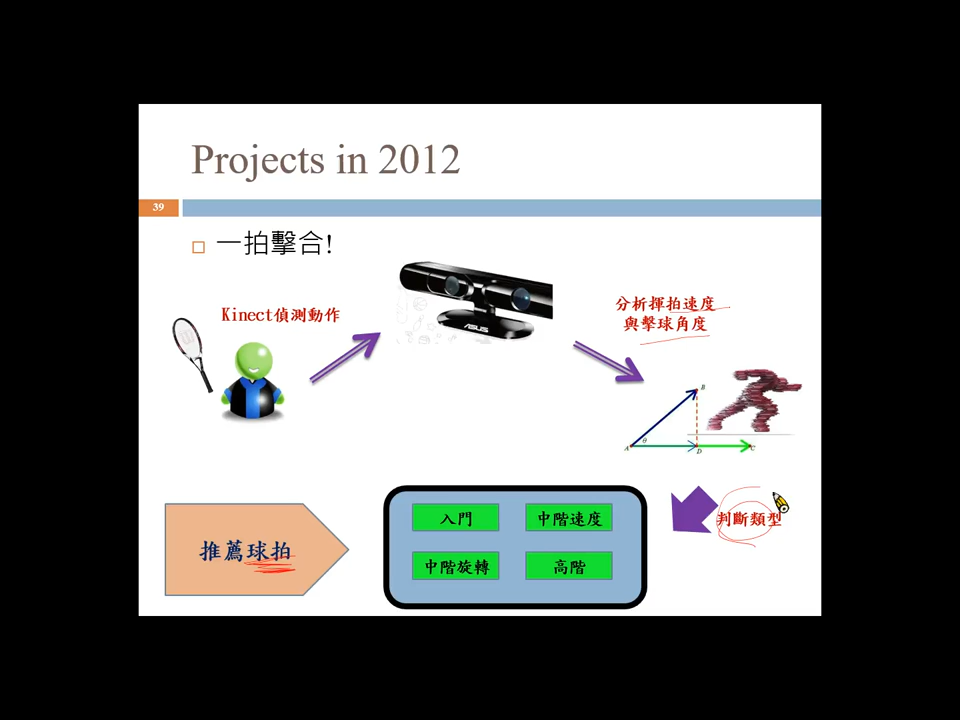 Projects in 2012
39
一拍擊合!
Kinect偵測動作
ASUS
分析揮拍速度
與擊球角度
B
θ
A
D
C
判斷類型
入門
中階速度
推薦球拍
中階旋轉
高階